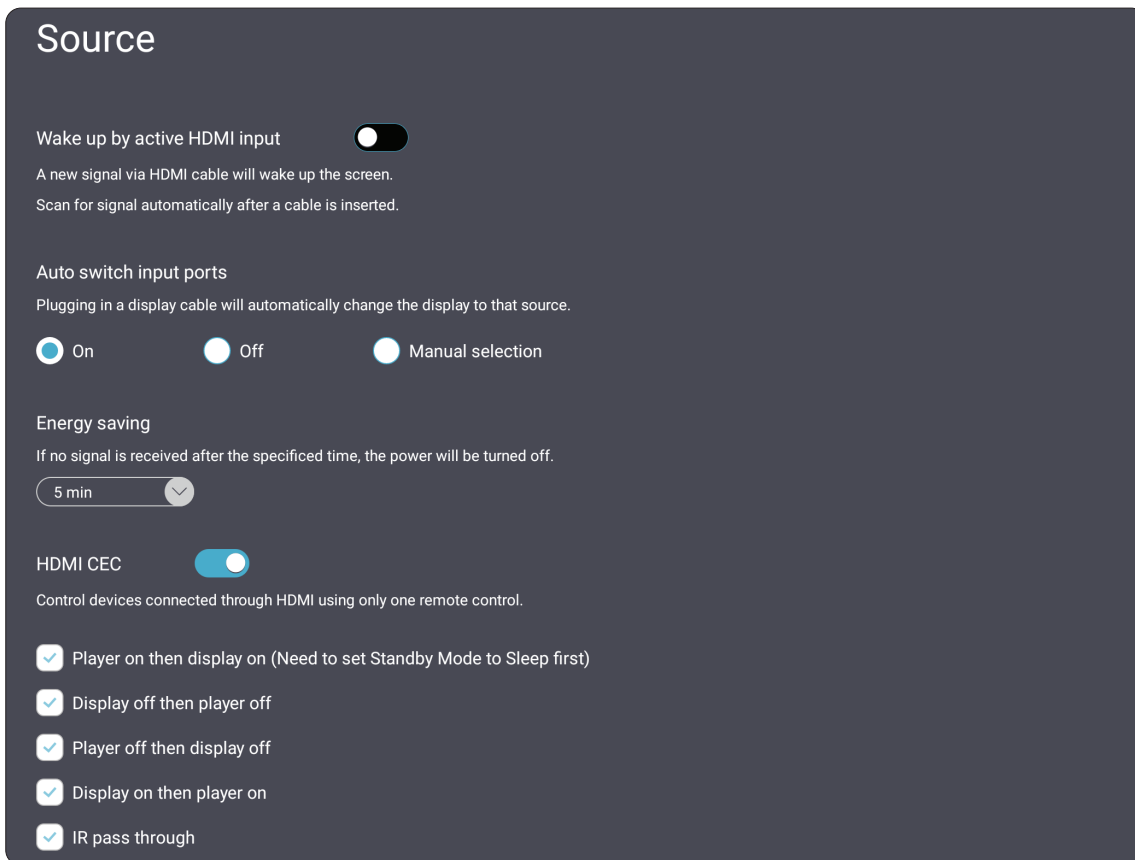 Source
Wake up by active HDMI input
A new signal via HDMI cable will wake up the screen.
Scan for signal automatically after a cable is inserted.
Auto switch input ports
Plugging in a display cable will automatically change the display to that source.
On Off Manual selection
Energy saving
If no signal is received after the specificed time, the power will be turned off.
5 min
HDMI CEC
Control devices connected through HDMI using only one remote control.
Player on then display on (Need to set Standby Mode to Sleep first)
Display off then player off
Player off then display off
Display on then player on
IR pass through